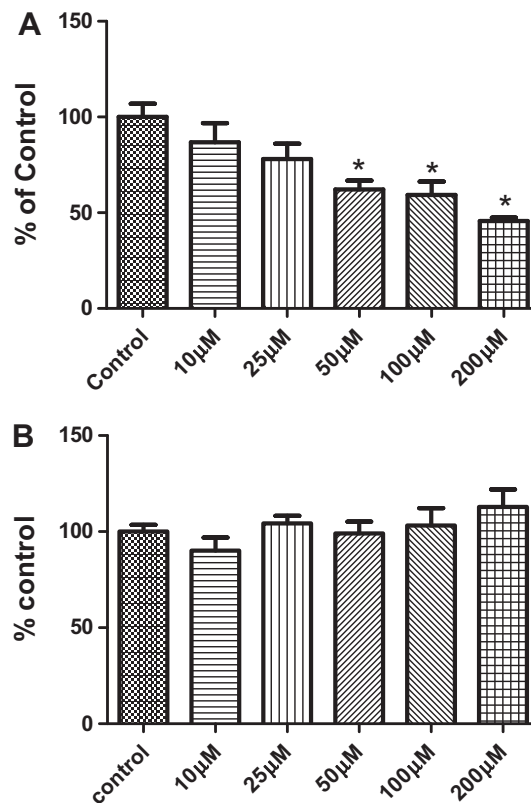 A
% of Control
150
100
50
0
*
*
*
Control
10μM
25μM
50μM
100μM
200μM
B
% control
150
100
50
0
control
10μM
25μM
50μM
100μM
200μM